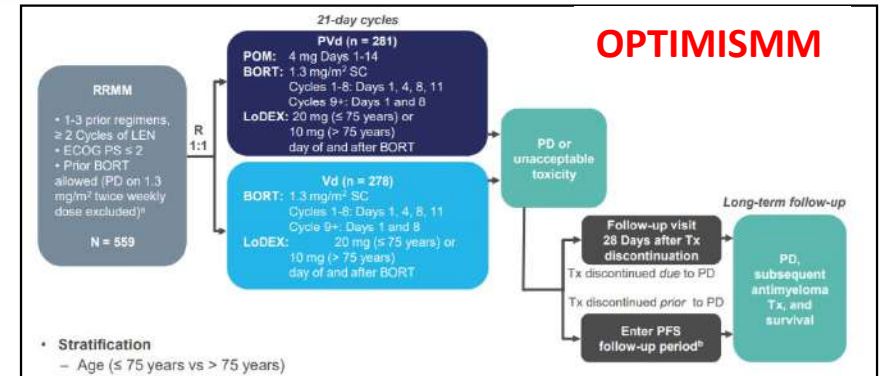 21-day cycles
OPTIMISMM
PVd (n = 281)
POM: 4 mg Days 1-14
BORT: 1.3 mg/m² SC
Cycles 1-8: Days 1, 4, 8, 11
Cycles 9+: Days 1 and 8
LoDEX: 20 mg (≤ 75 years) or
10 mg (> 75 years)
day of and after BORT
RRMM
• 1-3 prior regimens,
≥ 2 Cycles of LEN
• ECOG PS ≤ 2
• Prior BORT
allowed (PD on 1.3
mg/m² twice weekly
dose excluded)ᵃ
N = 559
R
1:1
Vd (n = 278)
BORT: 1.3 mg/m² SC
Cycles 1-8: Days 1, 4, 8, 11
Cycle 9+: Days 1 and 8
LoDEX: 20 mg (≤ 75 years) or
10 mg (> 75 years)
day of and after BORT
PD or
unacceptable
toxicity
Long-term follow-up
Follow-up visit
28 Days after Tx
discontinuation
Tx discontinued due to PD
Tx discontinued prior to PD
Enter PFS
follow-up periodᵇ
PD,
subsequent
antimyeloma
Tx, and
survival
• Stratification
– Age (≤ 75 years vs > 75 years)